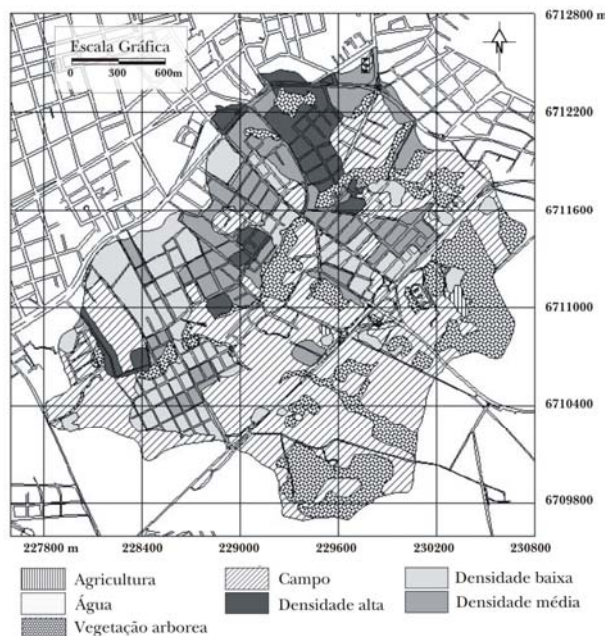 Escala Gráfica
0 300 600m
N
6712800 m
6712200
6711600
6711000
6710400
6709800
227800 m 228400 229000 229600 230200 230800
Agricultura Campo Densidade baixa
Água Densidade alta Densidade média
Vegetação arborea